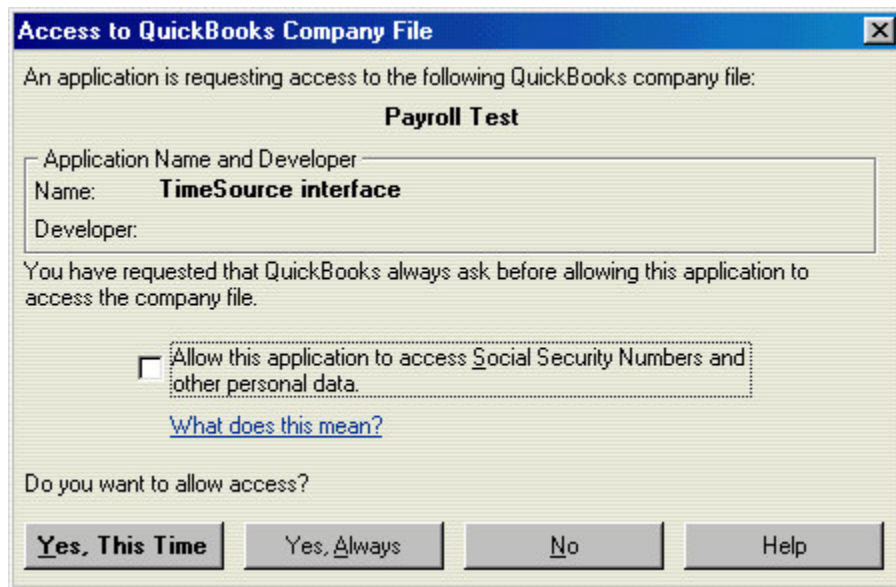 Access to QuickBooks Company File
An application is requesting access to the following QuickBooks company file:
Payroll Test
Application Name and Developer
Name: TimeSource interface
Developer:
You have requested that QuickBooks always ask before allowing this application to
access the company file.
Allow this application to access Social Security Numbers and
other personal data.
What does this mean?
Do you want to allow access?
Yes, This Time Yes, Always No Help